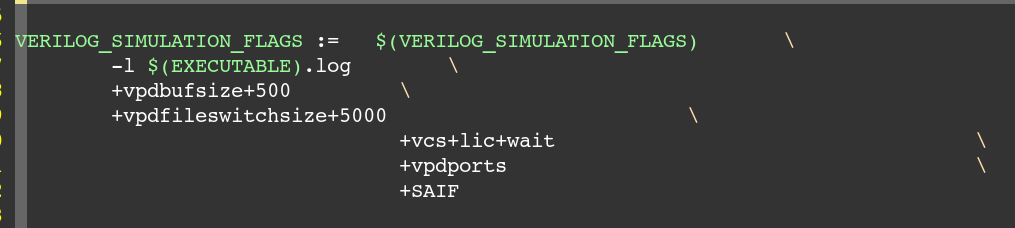 VERILOG_SIMULATION_FLAGS :=   $(VERILOG_SIMULATION_FLAGS)       \
-l $(EXECUTABLE).log        \
+vpdbufsize+500         \
+vpdfileswitchsize+5000                         \
+vcs+lic+wait                                   \
+vpdports                                       \
+SAIF